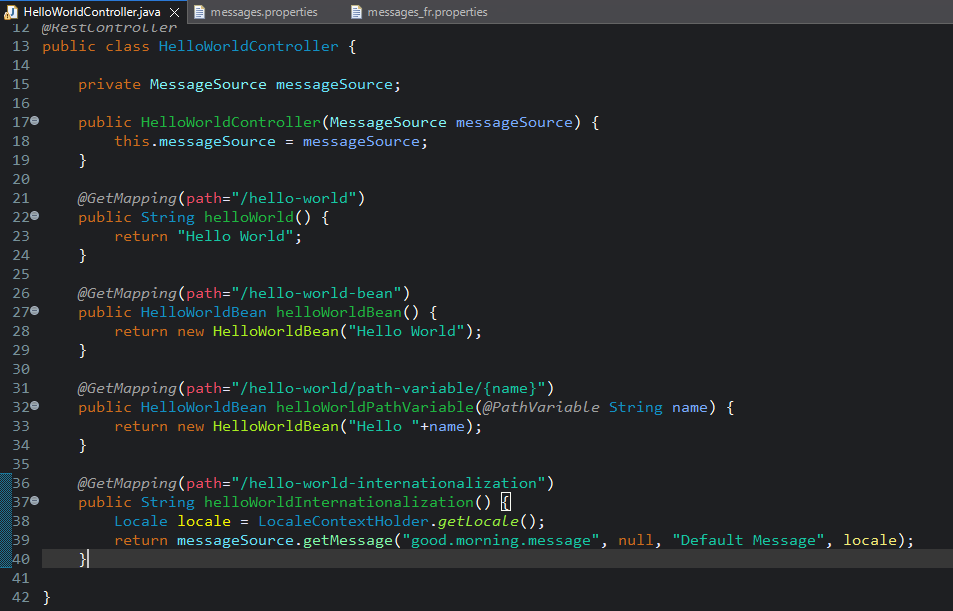 HelloWorldController.java messages.properties messages_fr.properties
12 @RestController
13 public class HelloWorldController {
14
15     private MessageSource messageSource;
16
17     public HelloWorldController(MessageSource messageSource) {
18         this.messageSource = messageSource;
19     }
20
21     @GetMapping(path="/hello-world")
22     public String helloWorld() {
23         return "Hello World";
24     }
25
26     @GetMapping(path="/hello-world-bean")
27     public HelloWorldBean helloWorldBean() {
28         return new HelloWorldBean("Hello World");
29     }
30
31     @GetMapping(path="/hello-world/path-variable/{name}")
32     public HelloWorldBean helloWorldPathVariable(@PathVariable String name) {
33         return new HelloWorldBean("Hello "+name);
34     }
35
36     @GetMapping(path="/hello-world-internationalization")
37     public String helloWorldInternationalization() {
38         Locale locale = LocaleContextHolder.getLocale();
39         return messageSource.getMessage("good.morning.message", null, "Default Message", locale);
40     }
41
42 }